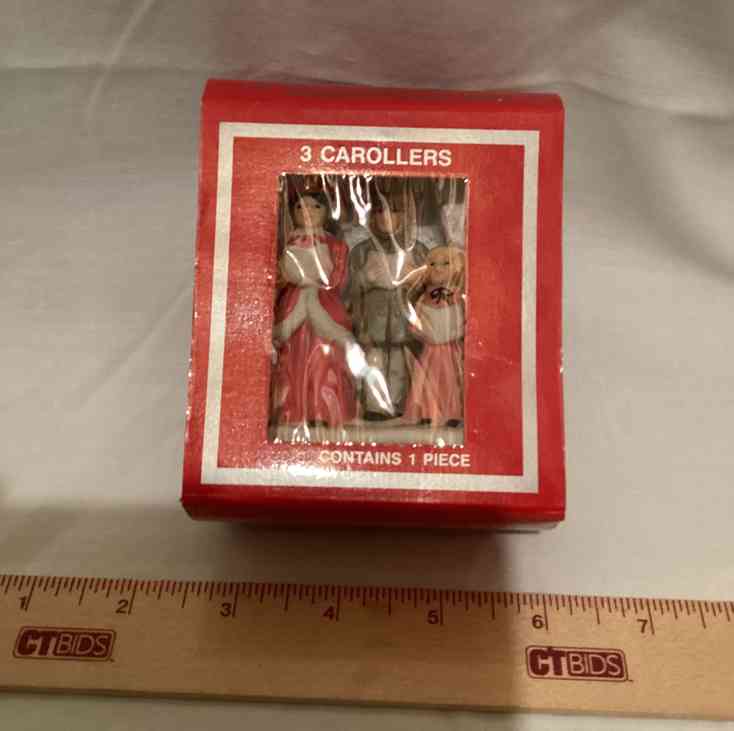 3 CAROLLERS
CONTAINS 1 PIECE
1 2 3 4 5 6 7
CTBIDS
CTBIDS